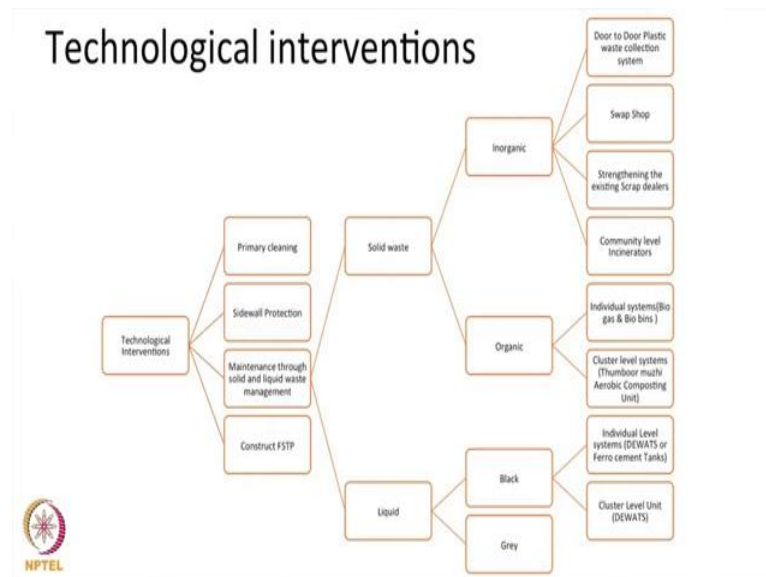 Technological interventions
Door to Door Plastic
waste collection
system
Swap Shop
Inorganic
Strengthening the
existing Scrap dealers
Community level
Incinerators
Primary cleaning
Solid waste
Sidewall Protection
Individual systems(Bio
gas & Bio bins )
Technological
Interventions
Organic
Maintenance through
solid and liquid waste
management
Cluster level systems
(Thumboor muzhi
Aerobic Composting
Unit)
Construct FSTP
Individual Level
systems (DEWATS or
Ferro cement Tanks)
Black
Liquid
Cluster Level Unit
(DEWATS)
Grey
NPTEL